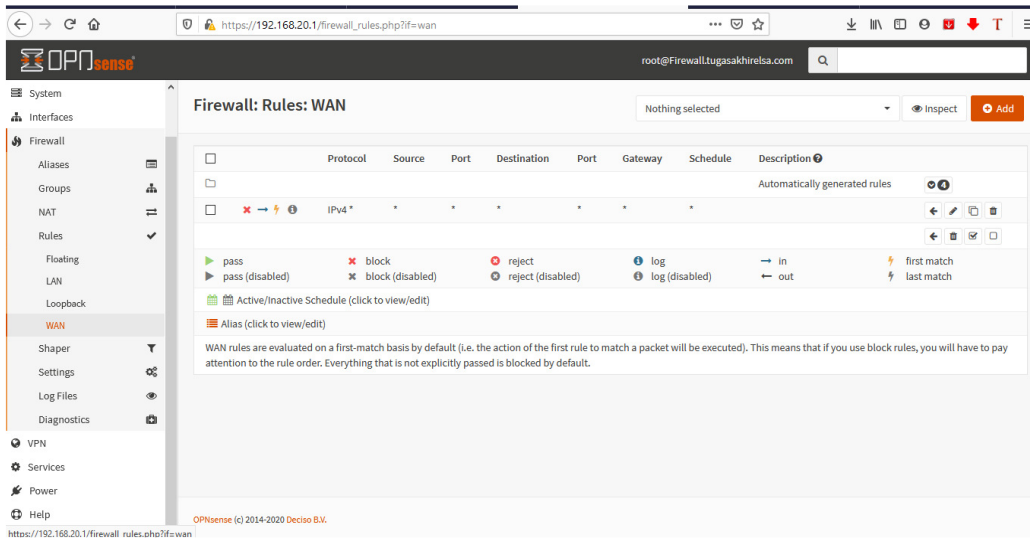 https://192.168.20.1/firewall_rules.php?if=wan
OPNsense
root@Firewall.tugasakhirelsa.com
System
Interfaces
Firewall
Aliases
Groups
NAT
Rules
Floating
LAN
Loopback
WAN
Shaper
Settings
Log Files
Diagnostics
VPN
Services
Power
Help
https://192.168.20.1/firewall_rules.php?if=wan
Firewall: Rules: WAN
Nothing selected
Inspect
Add
Protocol Source Port Destination Port Gateway Schedule Description
Automatically generated rules 4
IPv4 * * * * * * *
pass block reject log in first match
pass (disabled) block (disabled) reject (disabled) log (disabled) out last match
Active/Inactive Schedule (click to view/edit)
Alias (click to view/edit)
WAN rules are evaluated on a first-match basis by default (i.e. the action of the first rule to match a packet will be executed). This means that if you use block rules, you will have to pay
attention to the rule order. Everything that is not explicitly passed is blocked by default.
OPNsense (c) 2014-2020 Deciso B.V.